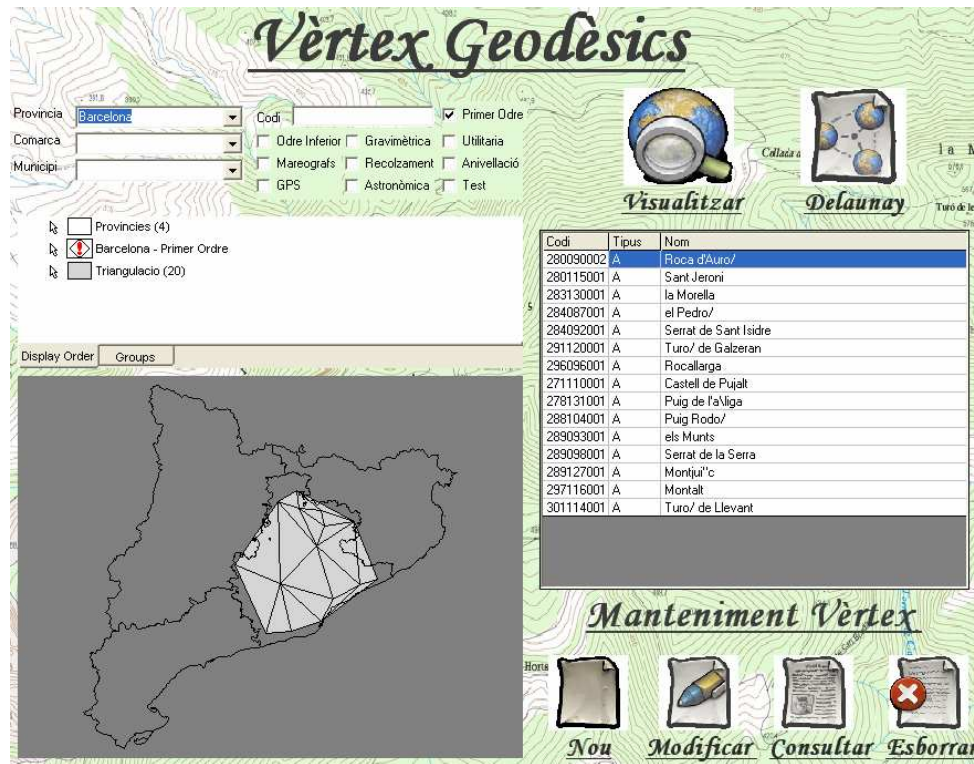 Vèrtex Geodèsics
Provincia Barcelona
Comarca
Municipi
Codi
Primer Odre
Odre Inferior Gravimètrica Utilitaria
Mareografs Recolzament Anivellació
GPS Astronòmica Test
Visualitzar
Delaunay
Provincies (4)
Barcelona - Primer Ordre
Triangulacio (20)
Display Order Groups
Codi Tipus Nom
280090002 A Roca d'Auro/
280115001 A Sant Jeroni
283130001 A la Morella
284087001 A el Pedro/
284092001 A Serrat de Sant Isidre
291120001 A Turo/ de Galzeran
296096001 A Rocallarga
271110001 A Castell de Pujalt
278131001 A Puig de l'a\liga
288104001 A Puig Rodo/
289093001 A els Munts
289098001 A Serrat de la Serra
289127001 A Montjui"c
297116001 A Montalt
301114001 A Turo/ de Llevant
Manteniment Vèrtex
Nou
Modificar
Consultar
Esborrar